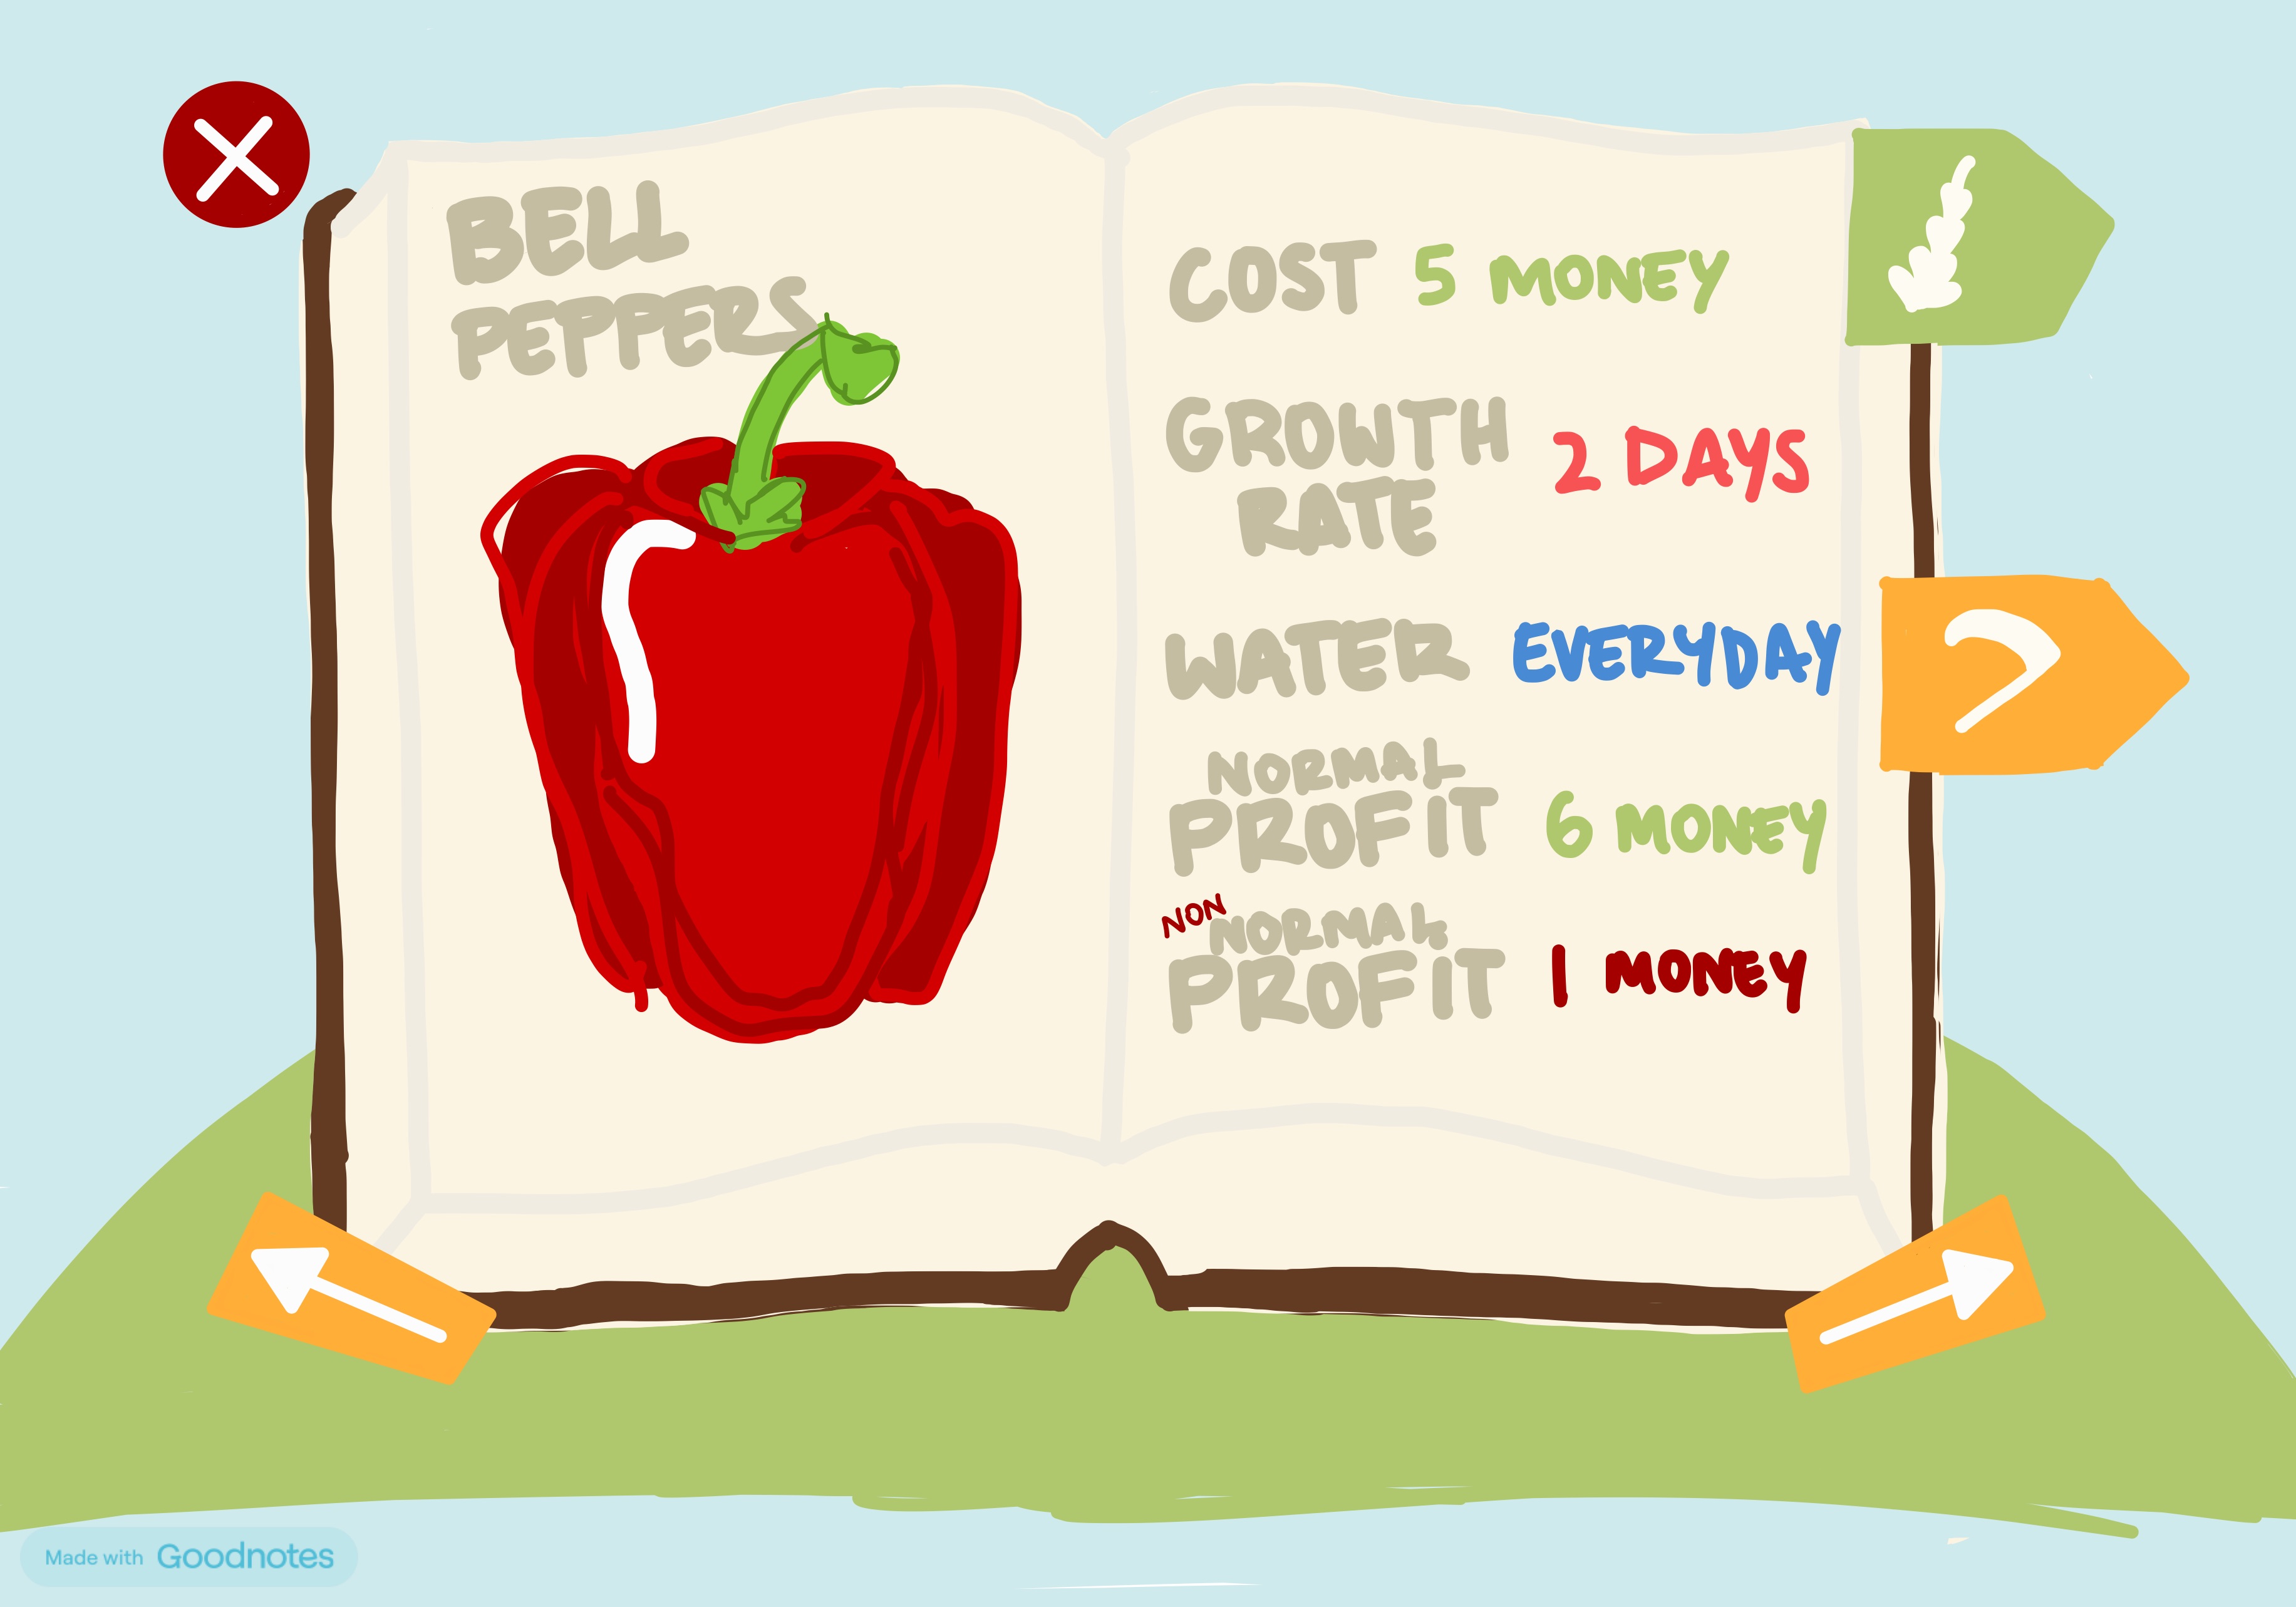 BELL
PEPPERS
COST 5 MONEY
GROWTH
RATE
2 DAYS
WATER EVERYDAY
NORMAL
PROFIT 6 MONEY
NON NORMAL
PROFIT 1 MONEY
Made with Goodnotes